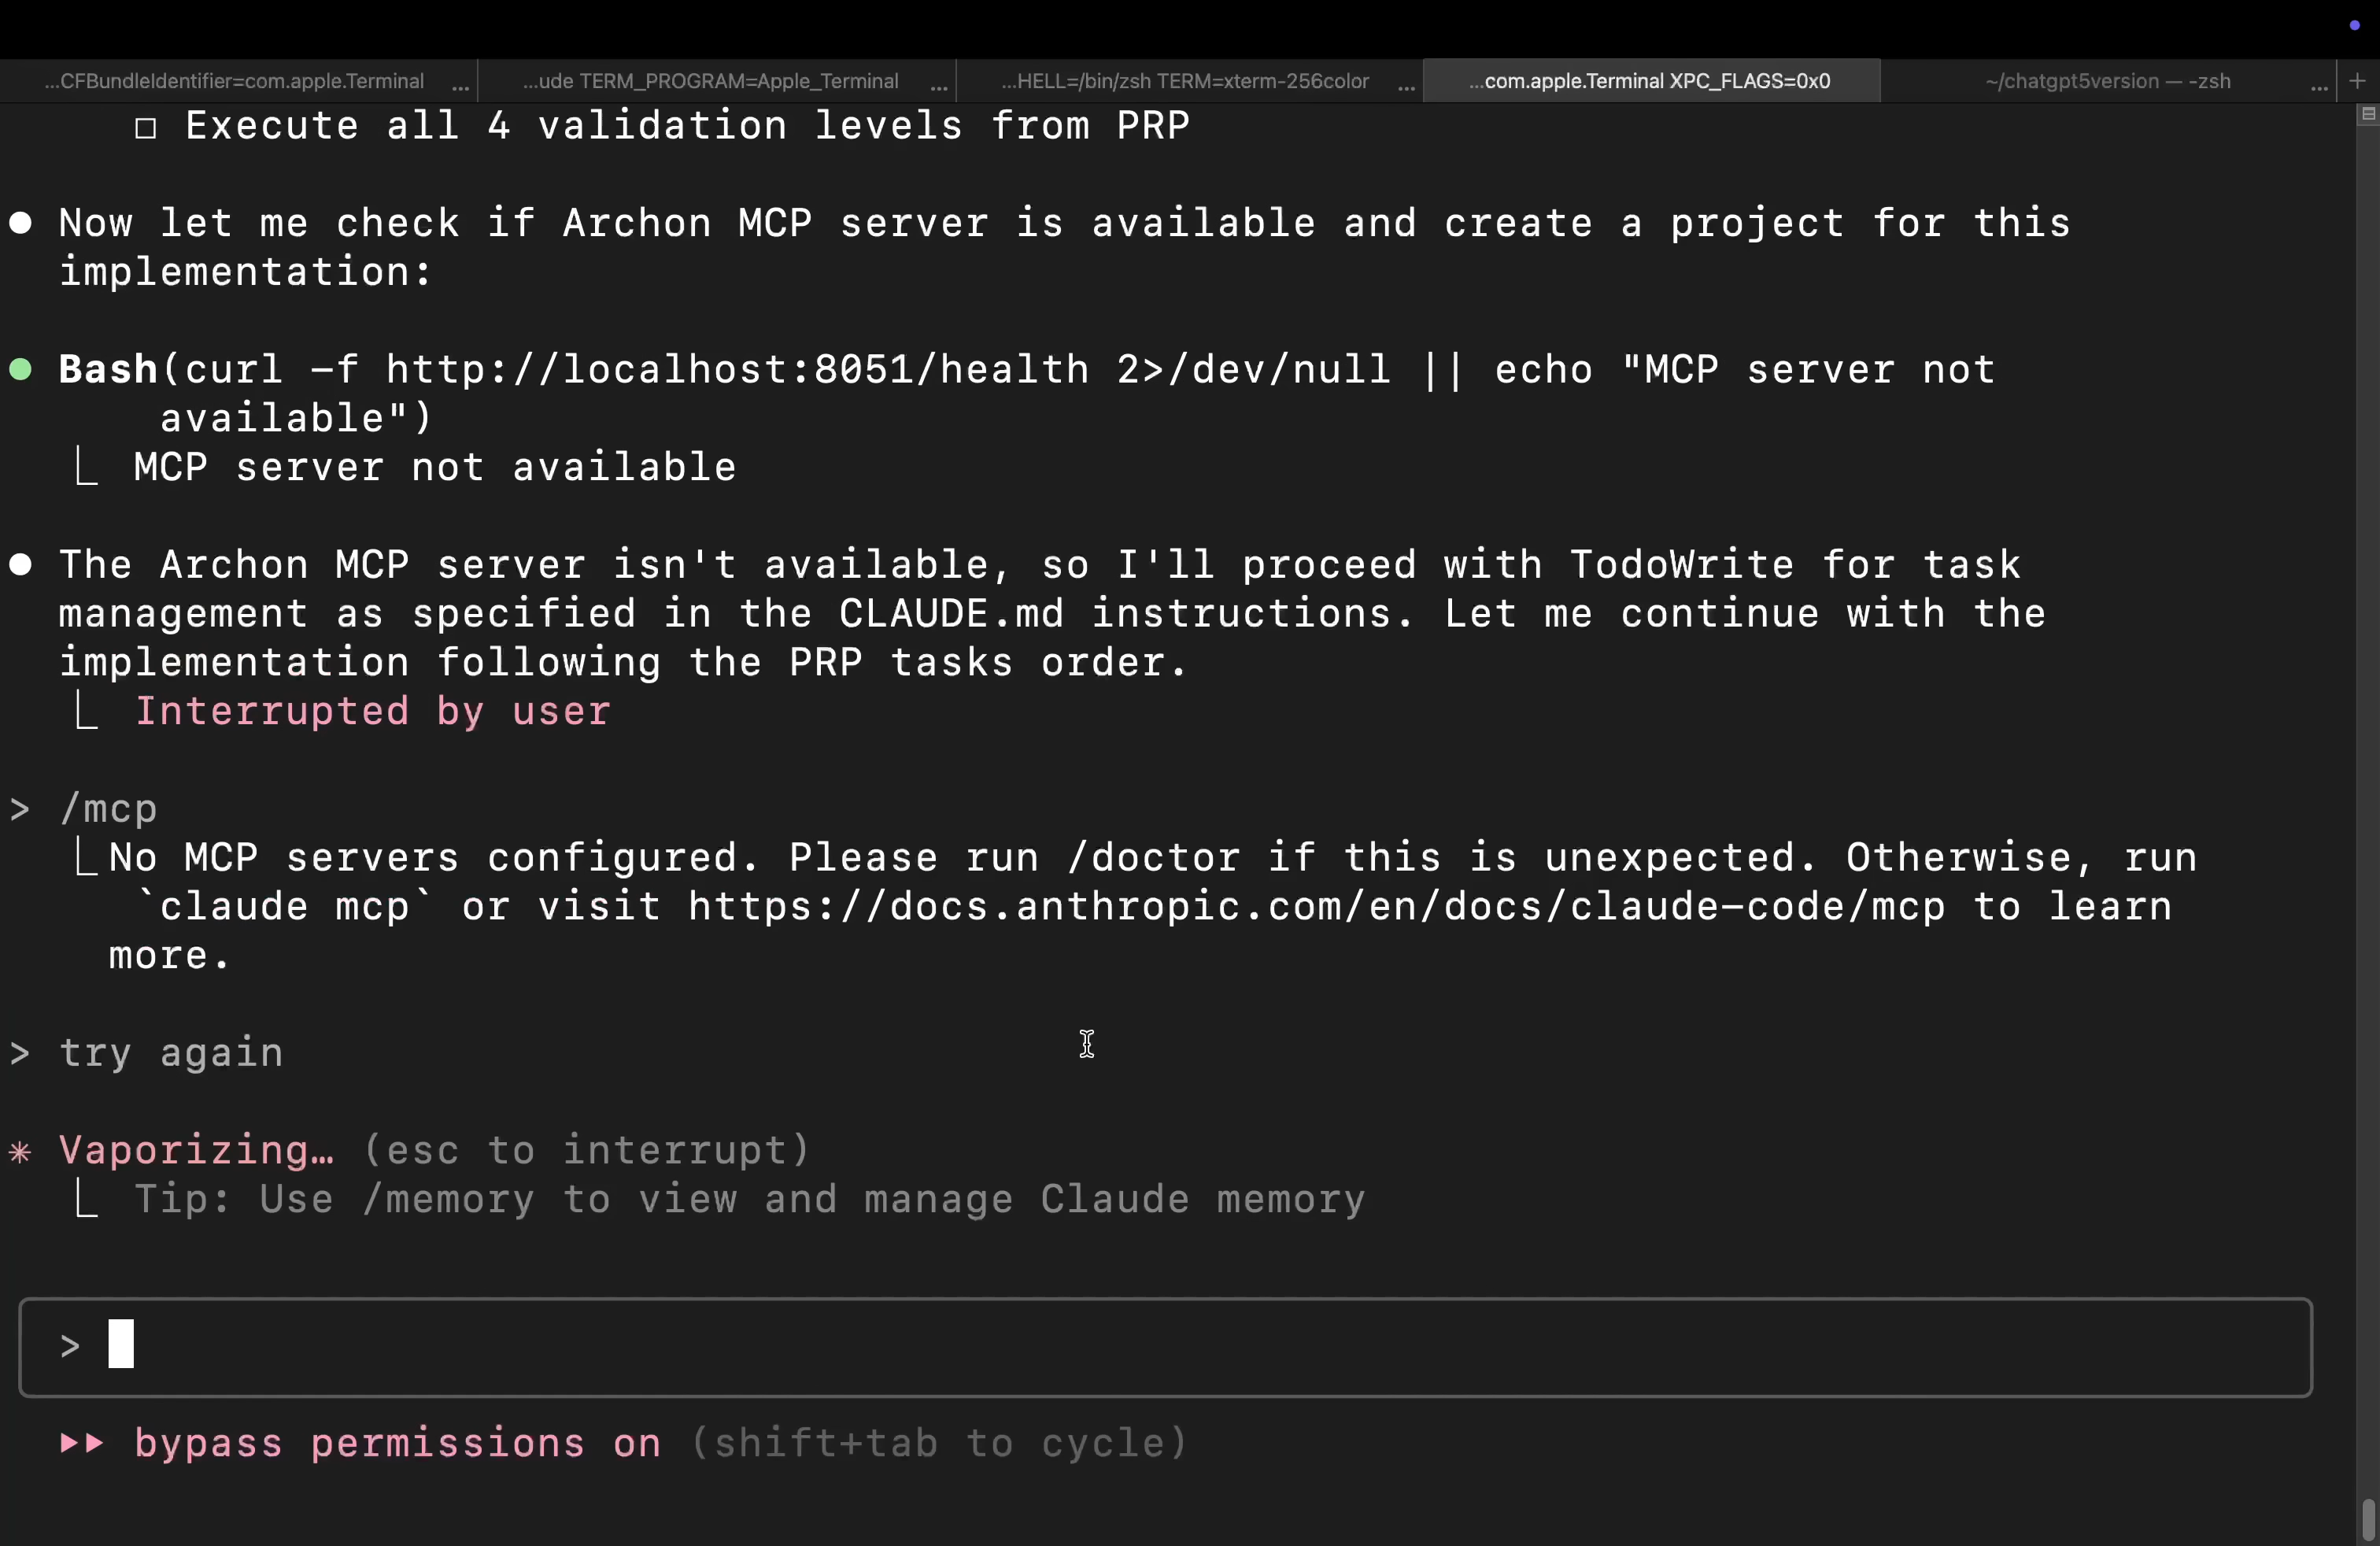 ...CFBundleIdentifier=com.apple.Terminal ... ...ude TERM_PROGRAM=Apple_Terminal ... ...HELL=/bin/zsh TERM=xterm-256color ... ...com.apple.Terminal XPC_FLAGS=0x0 ~/chatgpt5version — -zsh ... +
☐ Execute all 4 validation levels from PRP
● Now let me check if Archon MCP server is available and create a project for this
implementation:
● Bash(curl -f http://localhost:8051/health 2>/dev/null || echo "MCP server not
available")
⎿ MCP server not available
● The Archon MCP server isn't available, so I'll proceed with TodoWrite for task
management as specified in the CLAUDE.md instructions. Let me continue with the
implementation following the PRP tasks order.
⎿ Interrupted by user
> /mcp
⎿ No MCP servers configured. Please run /doctor if this is unexpected. Otherwise, run
`claude mcp` or visit https://docs.anthropic.com/en/docs/claude-code/mcp to learn
more.
> try again
✳ Vaporizing… (esc to interrupt)
⎿ Tip: Use /memory to view and manage Claude memory
>
▶▶ bypass permissions on (shift+tab to cycle)